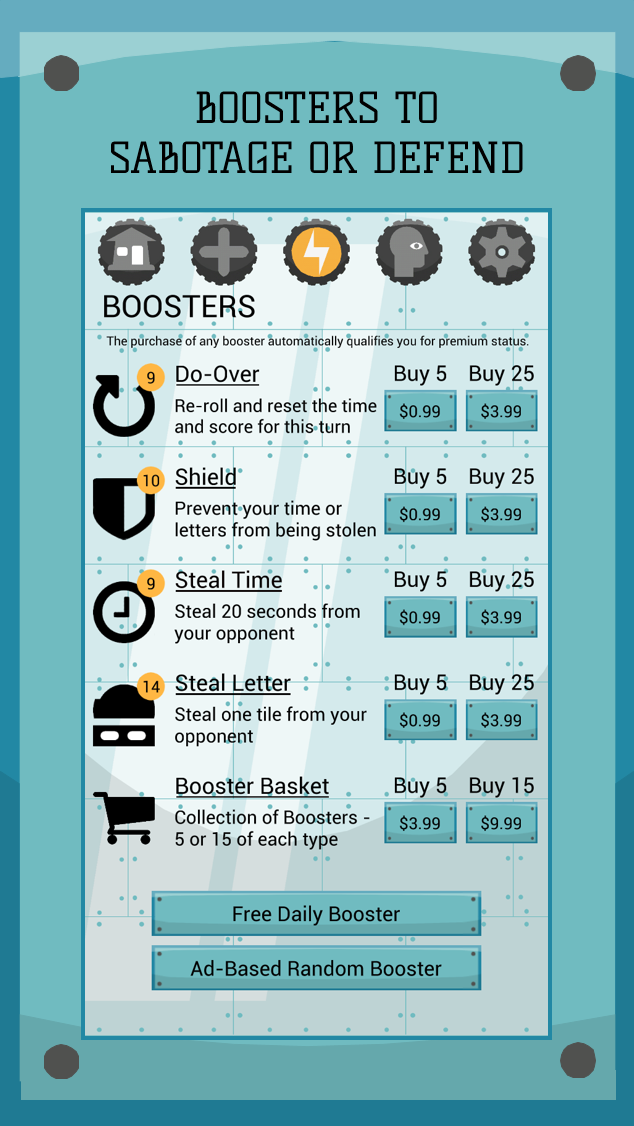 BOOSTERS TO
SABOTAGE OR DEFEND
BOOSTERS
The purchase of any booster automatically qualifies you for premium status.
9 Do-Over Buy 5 Buy 25
Re-roll and reset the time $0.99 $3.99
and score for this turn
10 Shield Buy 5 Buy 25
Prevent your time or $0.99 $3.99
letters from being stolen
9 Steal Time Buy 5 Buy 25
Steal 20 seconds from $0.99 $3.99
your opponent
14 Steal Letter Buy 5 Buy 25
Steal one tile from your $0.99 $3.99
opponent
Booster Basket Buy 5 Buy 15
Collection of Boosters - $3.99 $9.99
5 or 15 of each type
Free Daily Booster
Ad-Based Random Booster